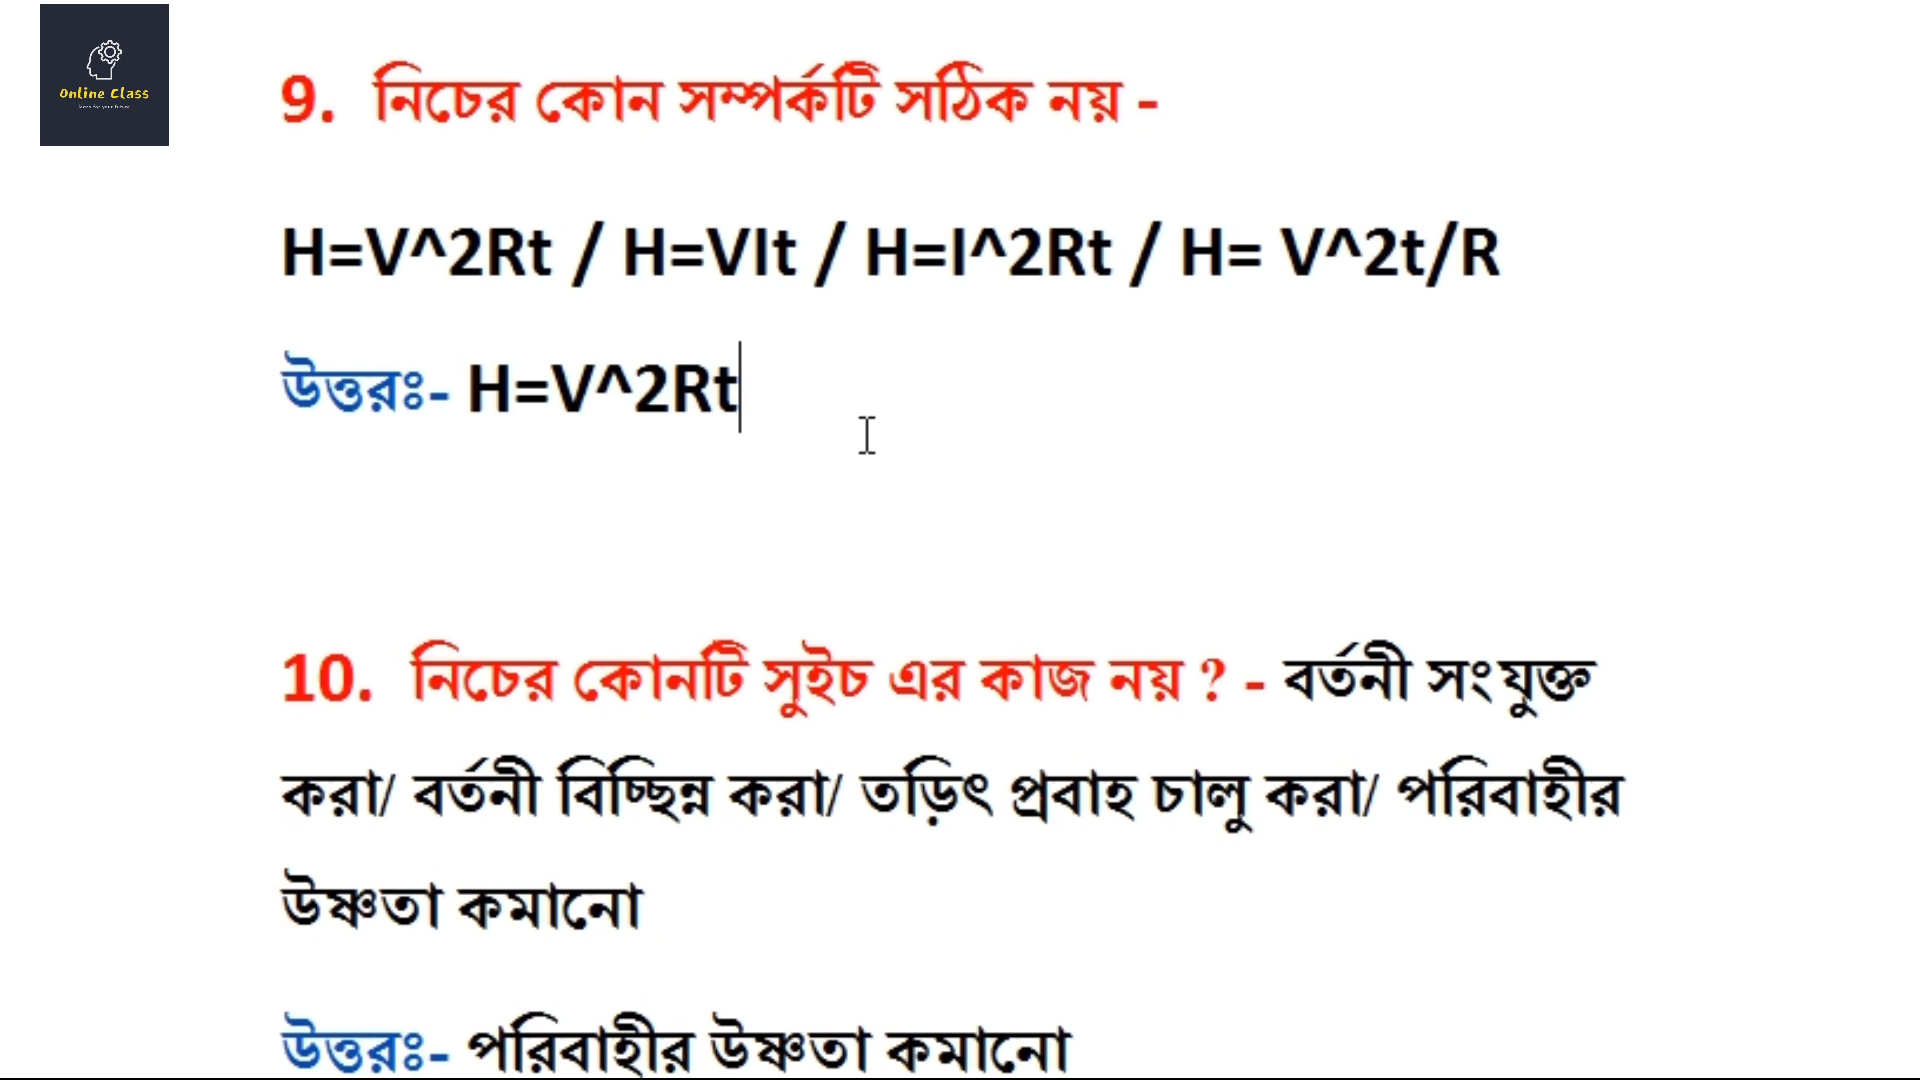 Online Class
9. নিচের কোন সম্পর্কটি সঠিক নয় -
H=V^2Rt / H=VIt / H=I^2Rt / H= V^2t/R
উত্তরঃ- H=V^2Rt
10. নিচের কোনটি সুইচ এর কাজ নয় ? - বর্তনী সংযুক্ত
করা/ বর্তনী বিচ্ছিন্ন করা/ তড়িৎ প্রবাহ চালু করা/ পরিবাহীর
উষ্ণতা কমানো
উত্তরঃ- পরিবাহীর উষ্ণতা কমানো